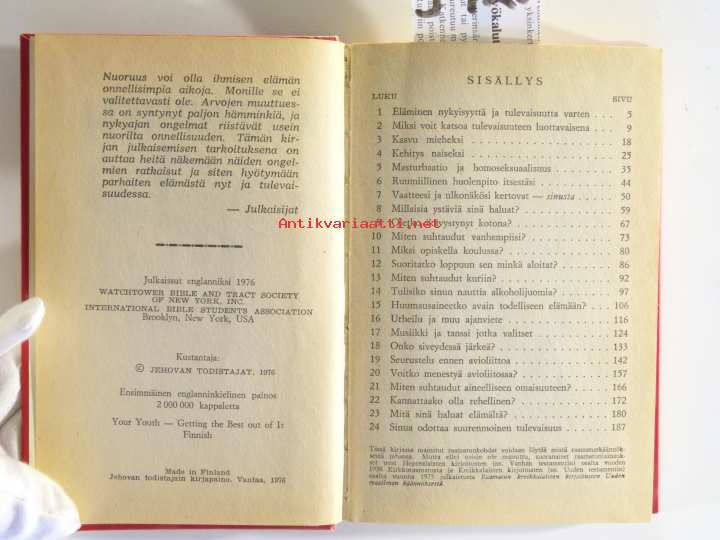 Nuoruus voi olla ihmisen elämän
onnellisimpia aikoja. Monille se ei
valitettavasti ole. Arvojen muuttues-
sa on syntynyt paljon hämminkiä, ja
nykyajan ongelmat riistävät usein
nuorilta onnellisuuden. Tämän kir-
jan julkaisemisen tarkoituksena on
auttaa heitä näkemään näiden ongel-
mien ratkaisut ja siten hyötymään
parhaiten elämästä nyt ja tulevai-
suudessa.
— Julkaisijat
Julkaissut englanniksi 1976
WATCHTOWER BIBLE AND TRACT SOCIETY
OF NEW YORK, INC.
INTERNATIONAL BIBLE STUDENTS ASSOCIATION
Brooklyn, New York, USA
Kustantaja:
© JEHOVAN TODISTAJAT, 1976
Ensimmäinen englanninkielinen painos
2 000 000 kappaletta
Your Youth — Getting the Best out of It
Finnish
Made in Finland
Jehovan todistajain kirjapaino, Vantaa, 1976
työkalut
SISÄLLYS
LUKU SIVU
1 Eläminen nykyisyyttä ja tulevaisuutta varten . . . 5
2 Miksi voit katsoa tulevaisuuteen luottavaisena . . . 9
3 Kasvu mieheksi . . . 18
4 Kehitys naiseksi . . . 25
5 Masturbaatio ja homoseksuaalisuus . . . 35
6 Ruumiillinen huolenpito itsestäsi . . . 44
7 Vaatteesi ja ulkonäkösi kertovat — sinusta . . . 50
8 Millaisia ystäviä sinä haluat? . . . 59
9 Oletko ikävystynyt kotona? . . . 67
10 Miten suhtaudut vanhempiisi? . . . 73
11 Miksi opiskella koulussa? . . . 80
12 Suoritatko loppuun sen minkä aloitat? . . . 86
13 Miten suhtaudut kuriin? . . . 92
14 Tulisiko sinun nauttia alkoholijuomia? . . . 97
15 Huumausaineetko avain todelliseen elämään? . . . 106
16 Urheilu ja muu ajanviete . . . 116
17 Musiikki ja tanssi jotka valitset . . . 124
18 Onko siveydessä järkeä? . . . 133
19 Seurustelu ennen avioliittoa . . . 142
20 Voitko menestyä avioliitossa? . . . 157
21 Miten suhtaudut aineelliseen omaisuuteen? . . . 166
22 Kannattaako olla rehellinen? . . . 172
23 Mitä sinä haluat elämältä? . . . 180
24 Sinua odottaa suurenmoinen tulevaisuus . . . 187
Antikvariaatti.net